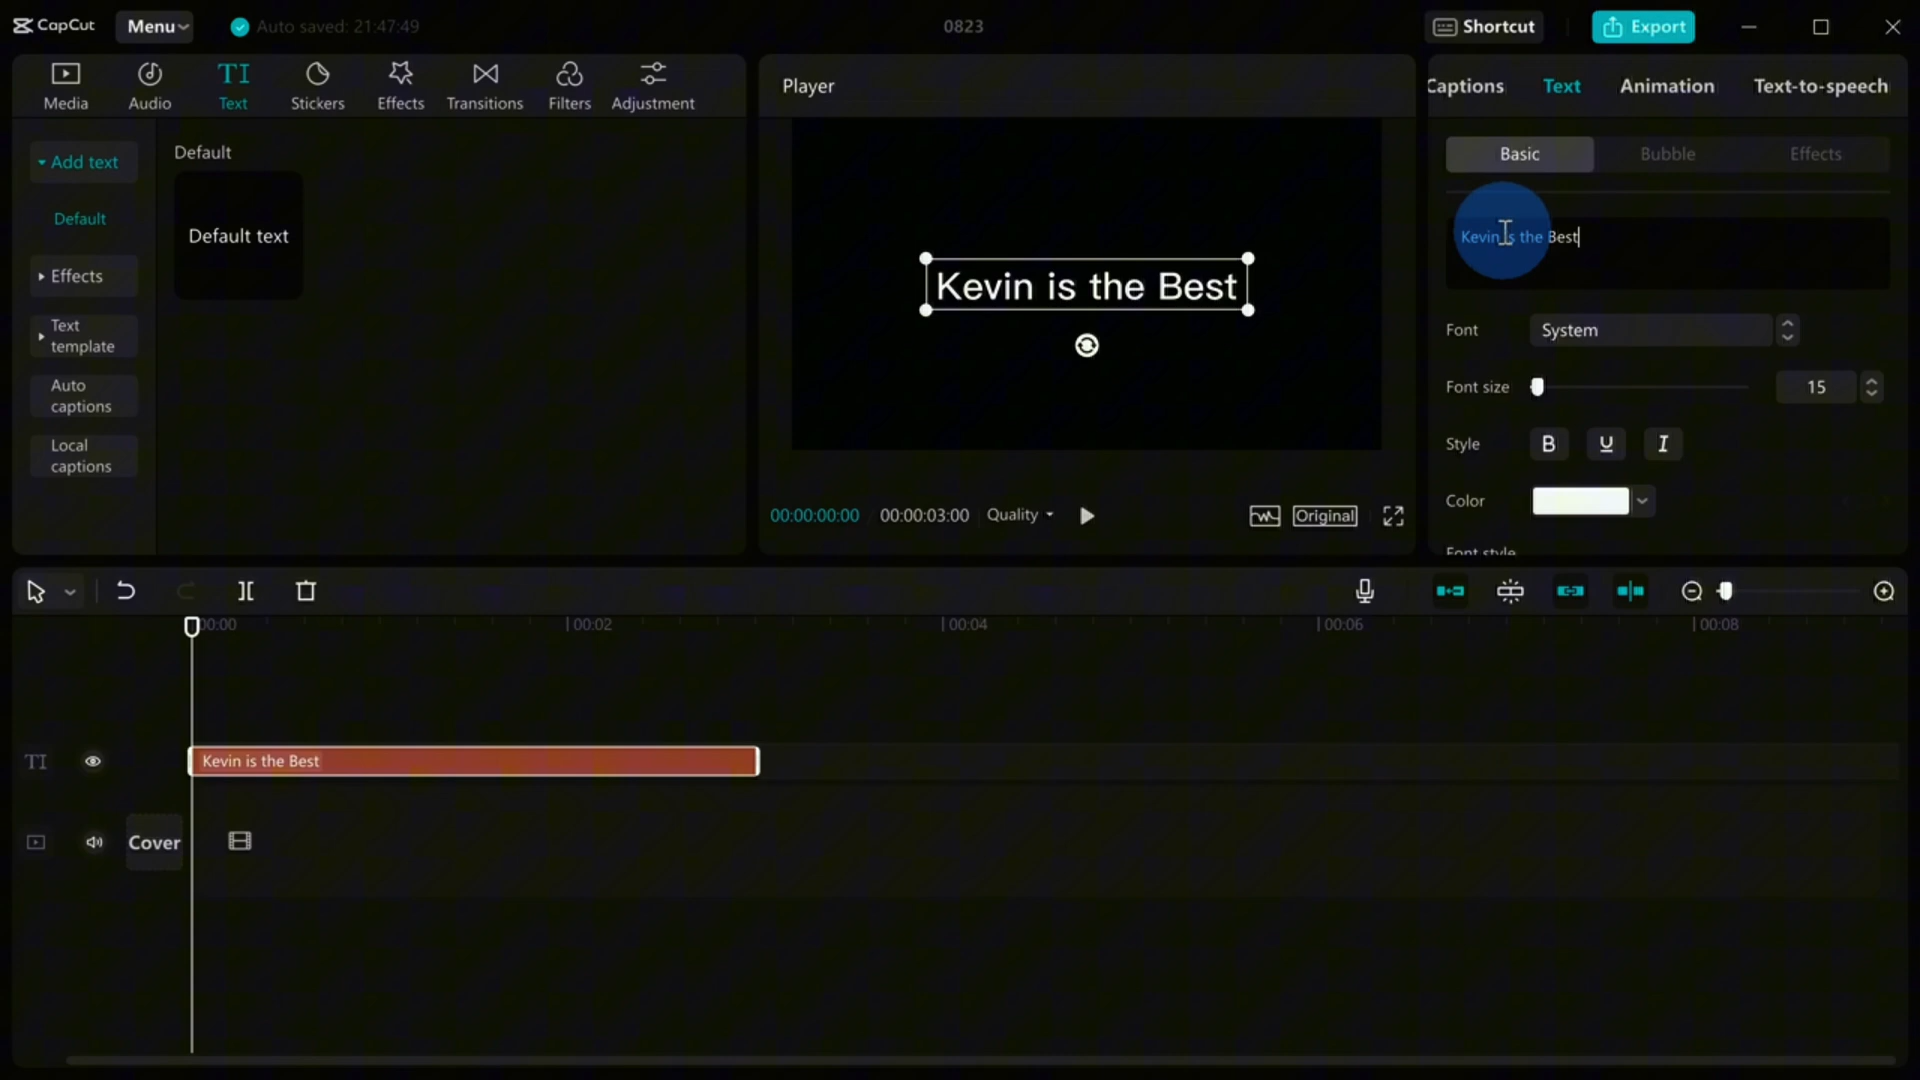 CapCut
Menu
Auto saved: 21:47:49
0823
Shortcut
Export
Media
Audio
TI
Text
Stickers
Effects
Transitions
Filters
Adjustment
Add text
Default
Effects
Text
template
Auto
captions
Local
captions
Default
Default text
Player
Kevin is the Best
00:00:00:00
00:00:03:00
Quality
Original
Captions
Text
Animation
Text-to-speech
Basic
Bubble
Effects
Kevin is the Best
Font
System
Font size
15
Style
B
U
I
Color
Font style
00:00
00:02
00:04
00:06
00:08
TI
Kevin is the Best
Cover